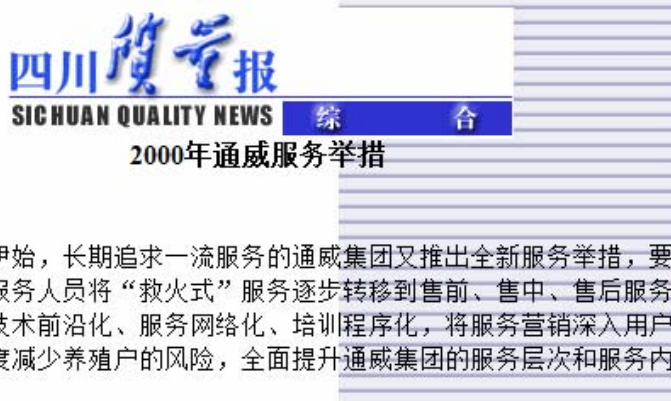 四川质量报
SICHUAN QUALITY NEWS 综 合
2000年通威服务举措
伊始，长期追求一流服务的通威集团又推出全新服务举措，要
服务人员将“救火式”服务逐步转移到售前、售中、售后服务
技术前沿化、服务网络化、培训程序化，将服务营销深入用户
度减少养殖户的风险，全面提升通威集团的服务层次和服务内